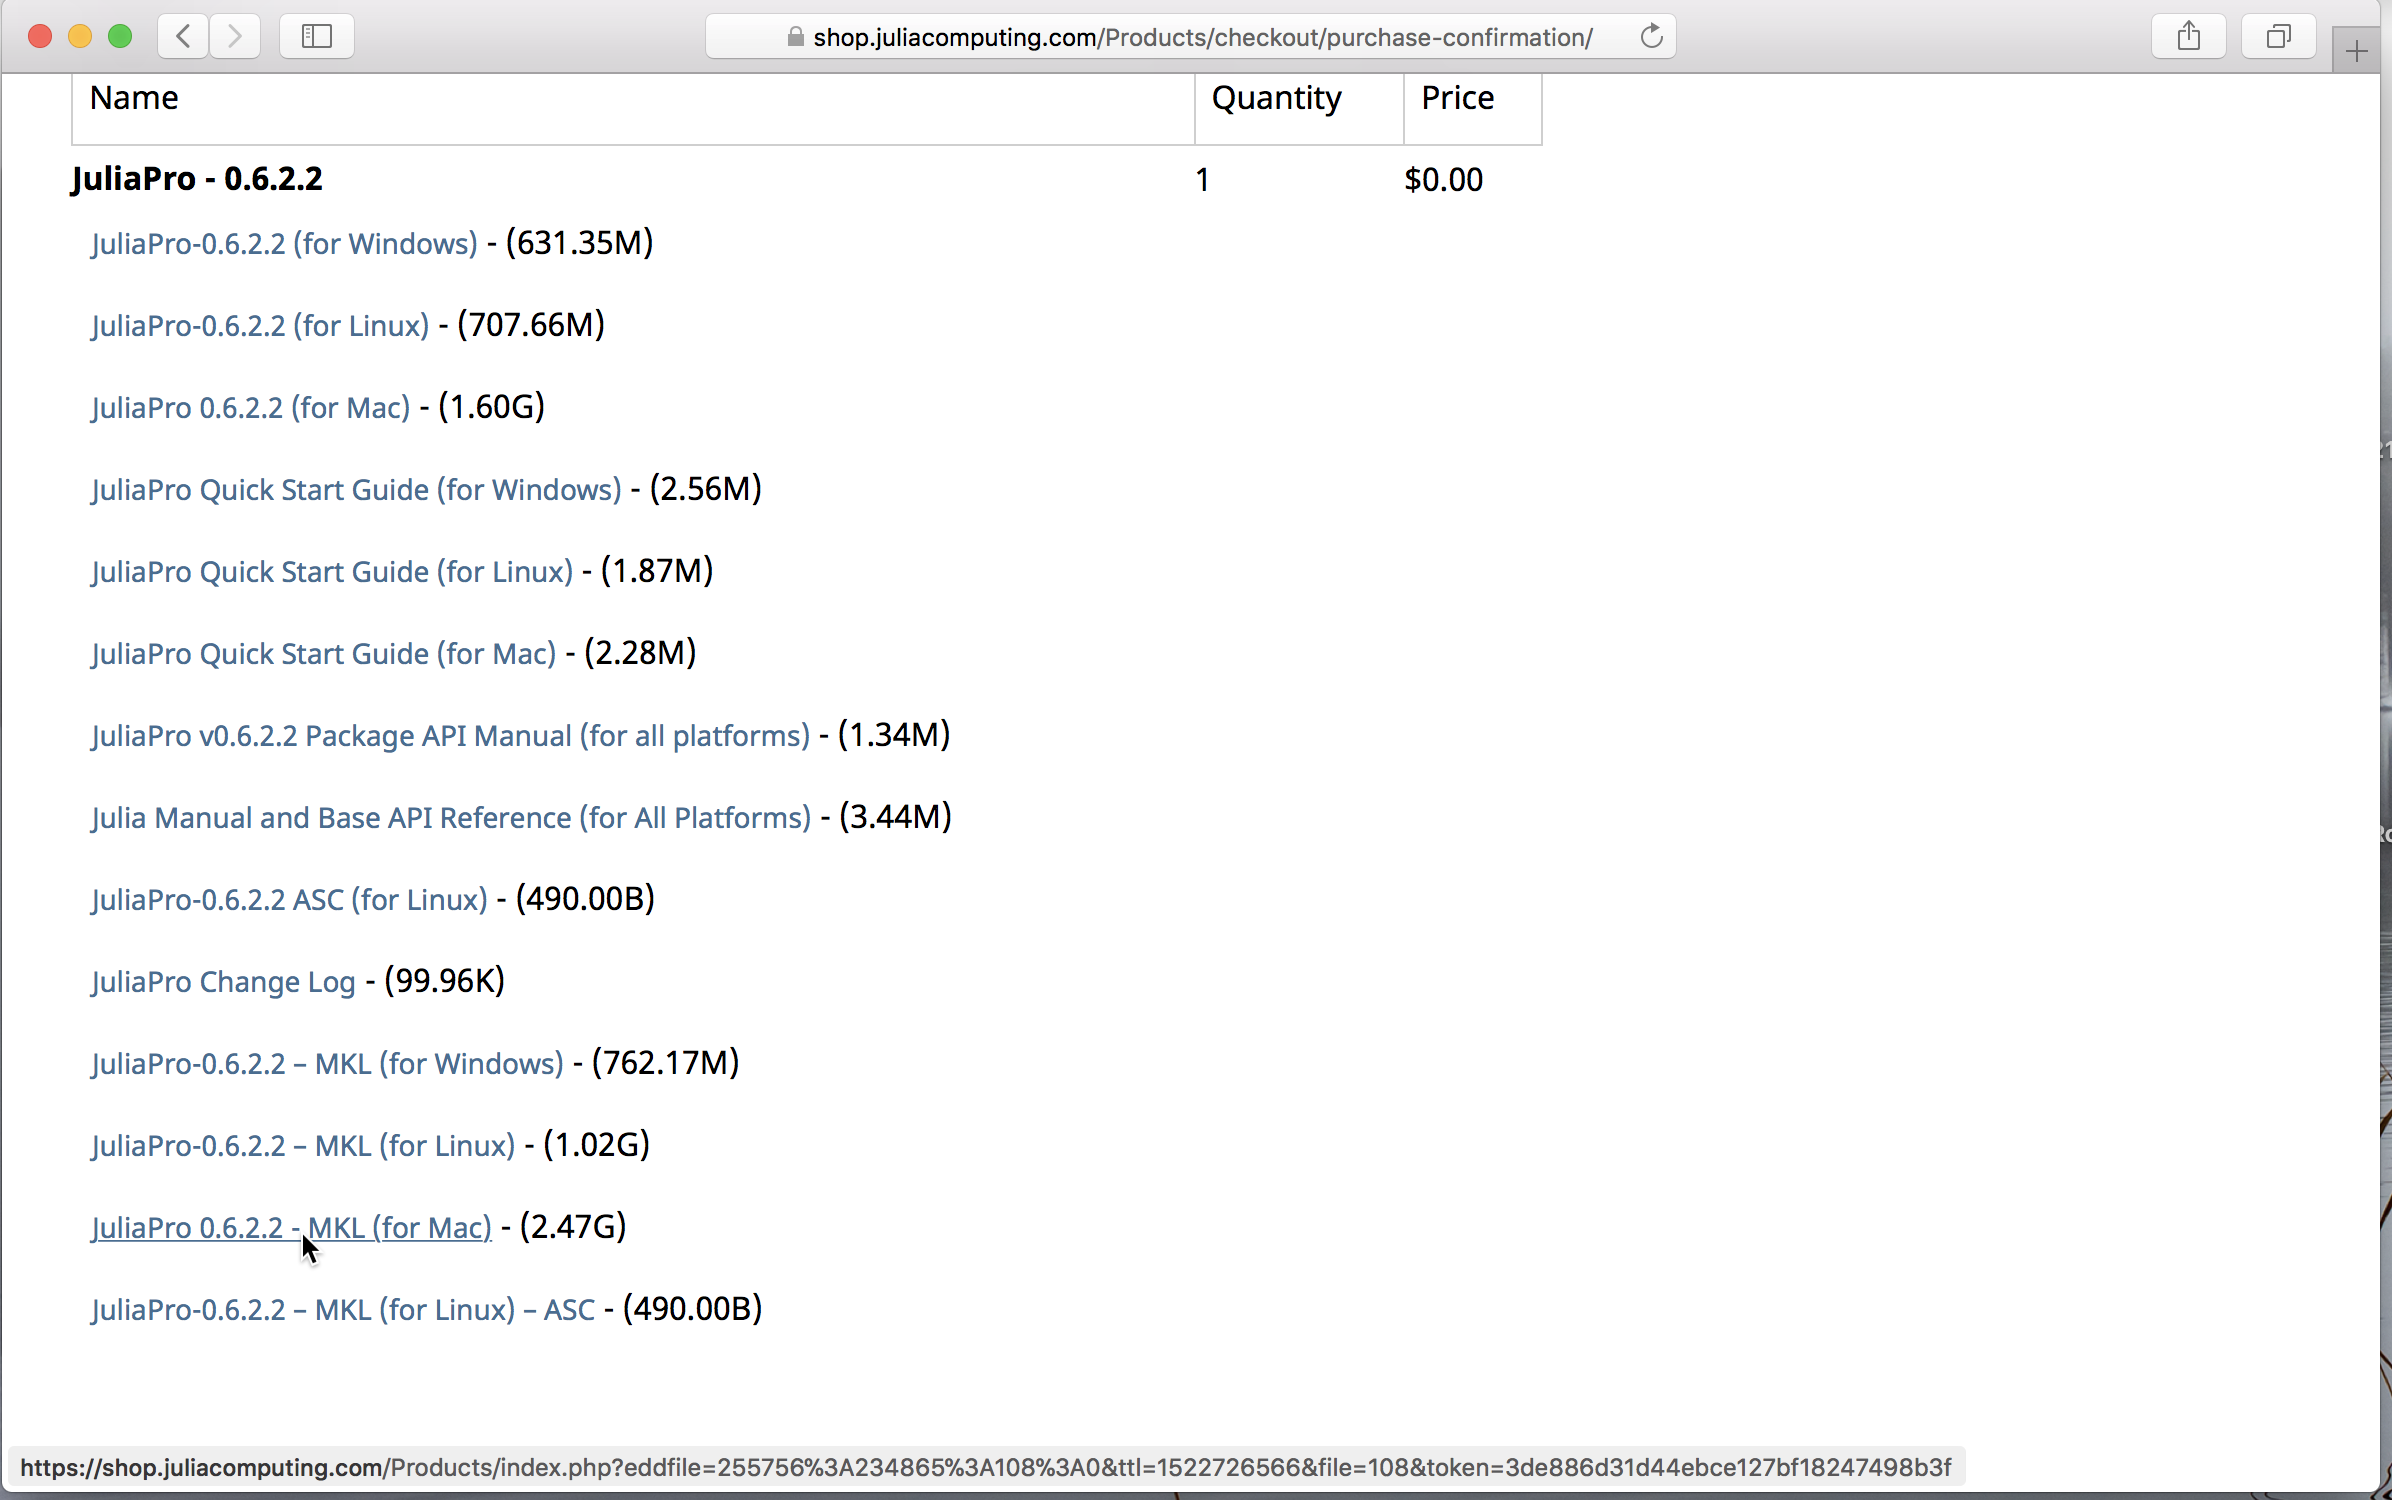 shop.juliacomputing.com/Products/checkout/purchase-confirmation/
Name Quantity Price
JuliaPro - 0.6.2.2 1 $0.00
JuliaPro-0.6.2.2 (for Windows) - (631.35M)
JuliaPro-0.6.2.2 (for Linux) - (707.66M)
JuliaPro 0.6.2.2 (for Mac) - (1.60G)
JuliaPro Quick Start Guide (for Windows) - (2.56M)
JuliaPro Quick Start Guide (for Linux) - (1.87M)
JuliaPro Quick Start Guide (for Mac) - (2.28M)
JuliaPro v0.6.2.2 Package API Manual (for all platforms) - (1.34M)
Julia Manual and Base API Reference (for All Platforms) - (3.44M)
JuliaPro-0.6.2.2 ASC (for Linux) - (490.00B)
JuliaPro Change Log - (99.96K)
JuliaPro-0.6.2.2 – MKL (for Windows) - (762.17M)
JuliaPro-0.6.2.2 – MKL (for Linux) - (1.02G)
JuliaPro 0.6.2.2 - MKL (for Mac) - (2.47G)
JuliaPro-0.6.2.2 – MKL (for Linux) – ASC - (490.00B)
https://shop.juliacomputing.com/Products/index.php?eddfile=255756%3A234865%3A108%3A0&ttl=1522726566&file=108&token=3de886d31d44ebce127bf18247498b3f